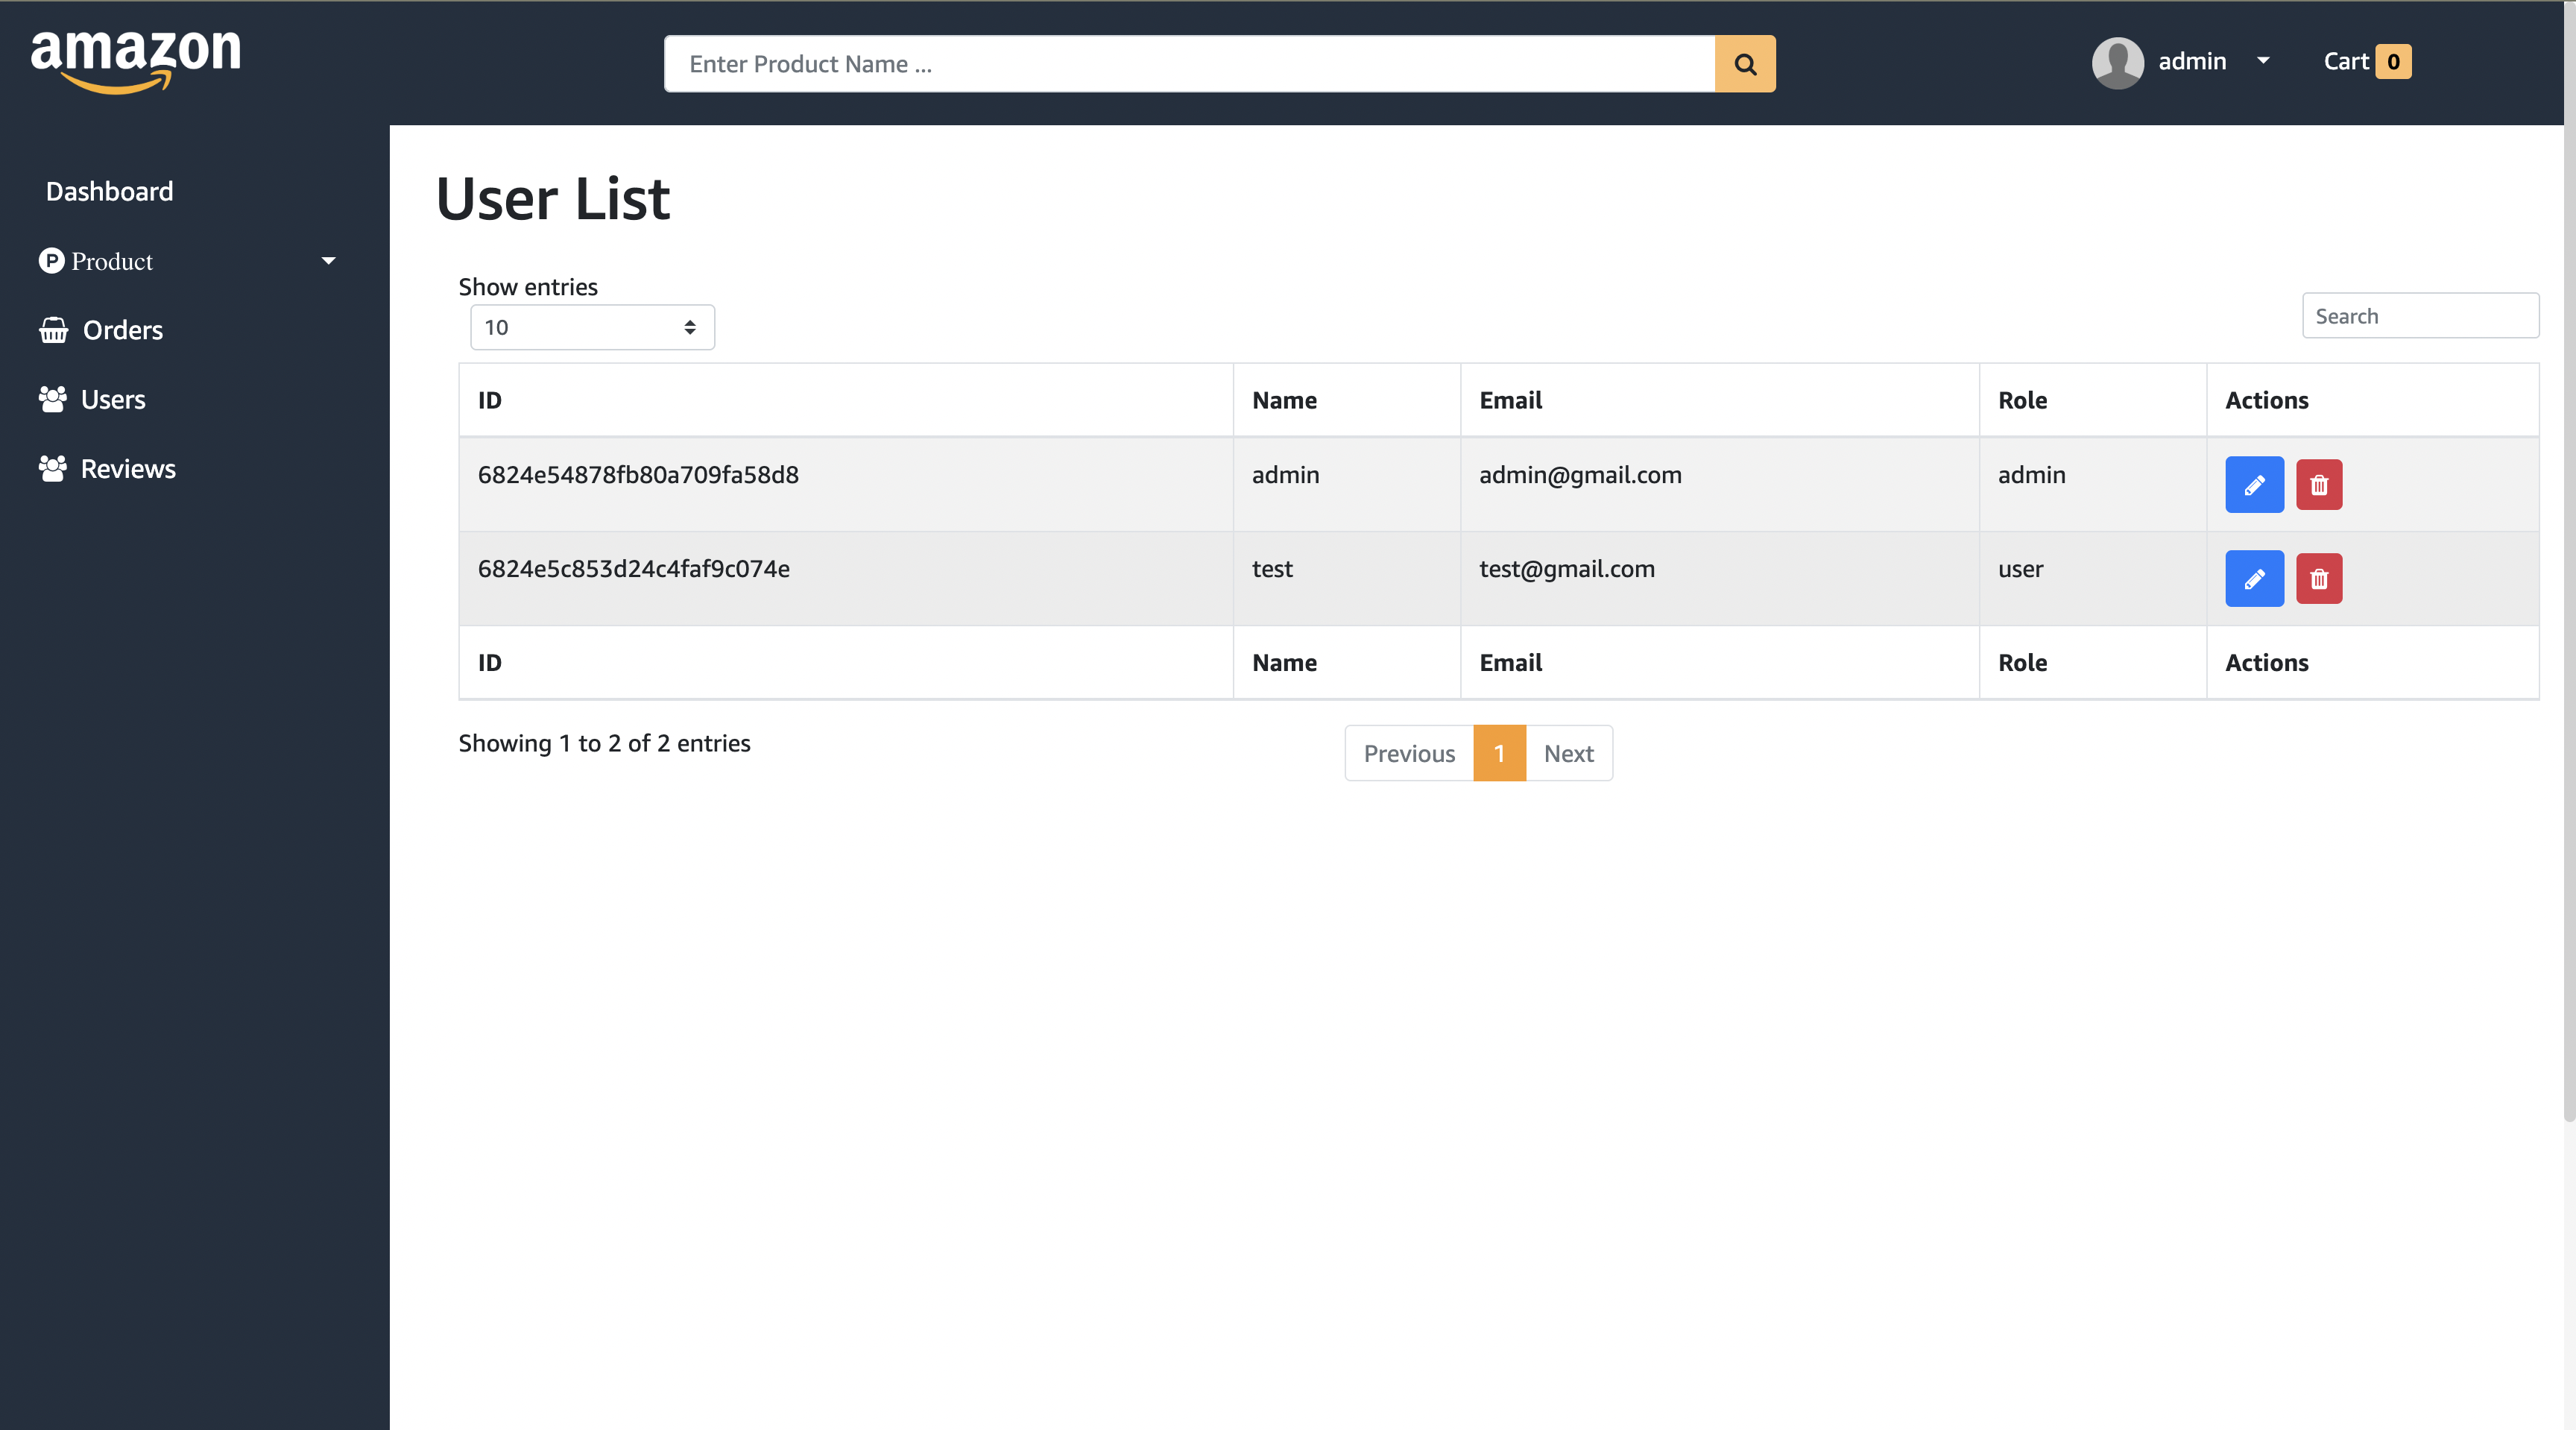 amazon
Enter Product Name ...
admin
Cart 0
Dashboard
Product
Orders
Users
Reviews
User List
Show entries
10
Search
ID Name Email Role Actions
6824e54878fb80a709fa58d8 admin admin@gmail.com admin
6824e5c853d24c4faf9c074e test test@gmail.com user
ID Name Email Role Actions
Showing 1 to 2 of 2 entries
Previous 1 Next